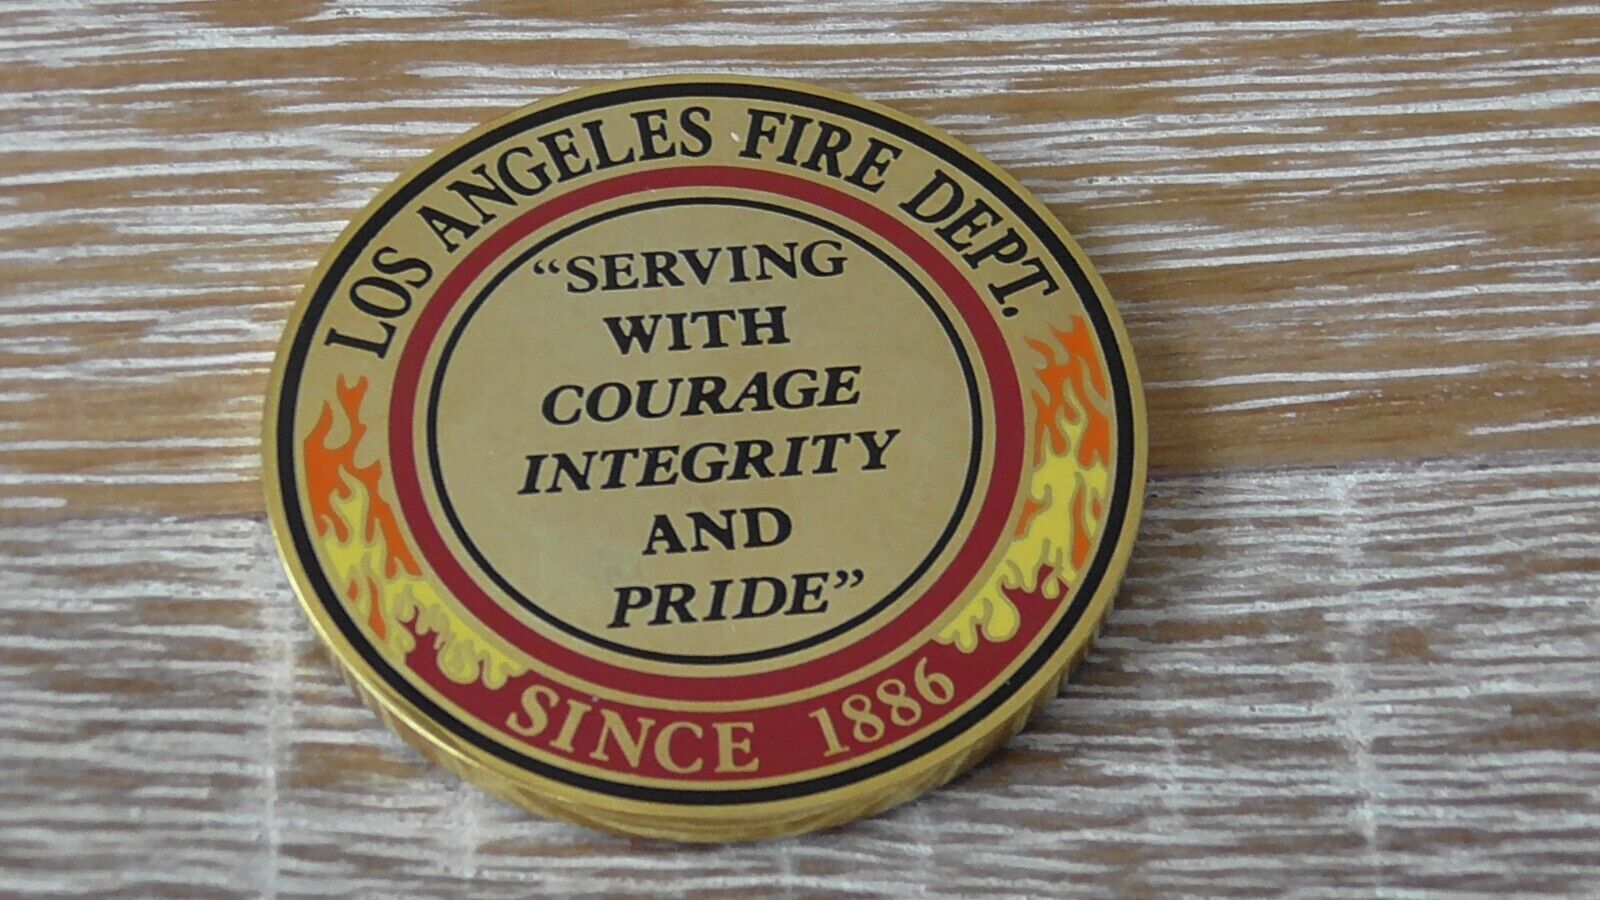 LOS ANGELES FIRE DEPT.
“SERVING
WITH
COURAGE
INTEGRITY
AND
PRIDE”
SINCE 1886